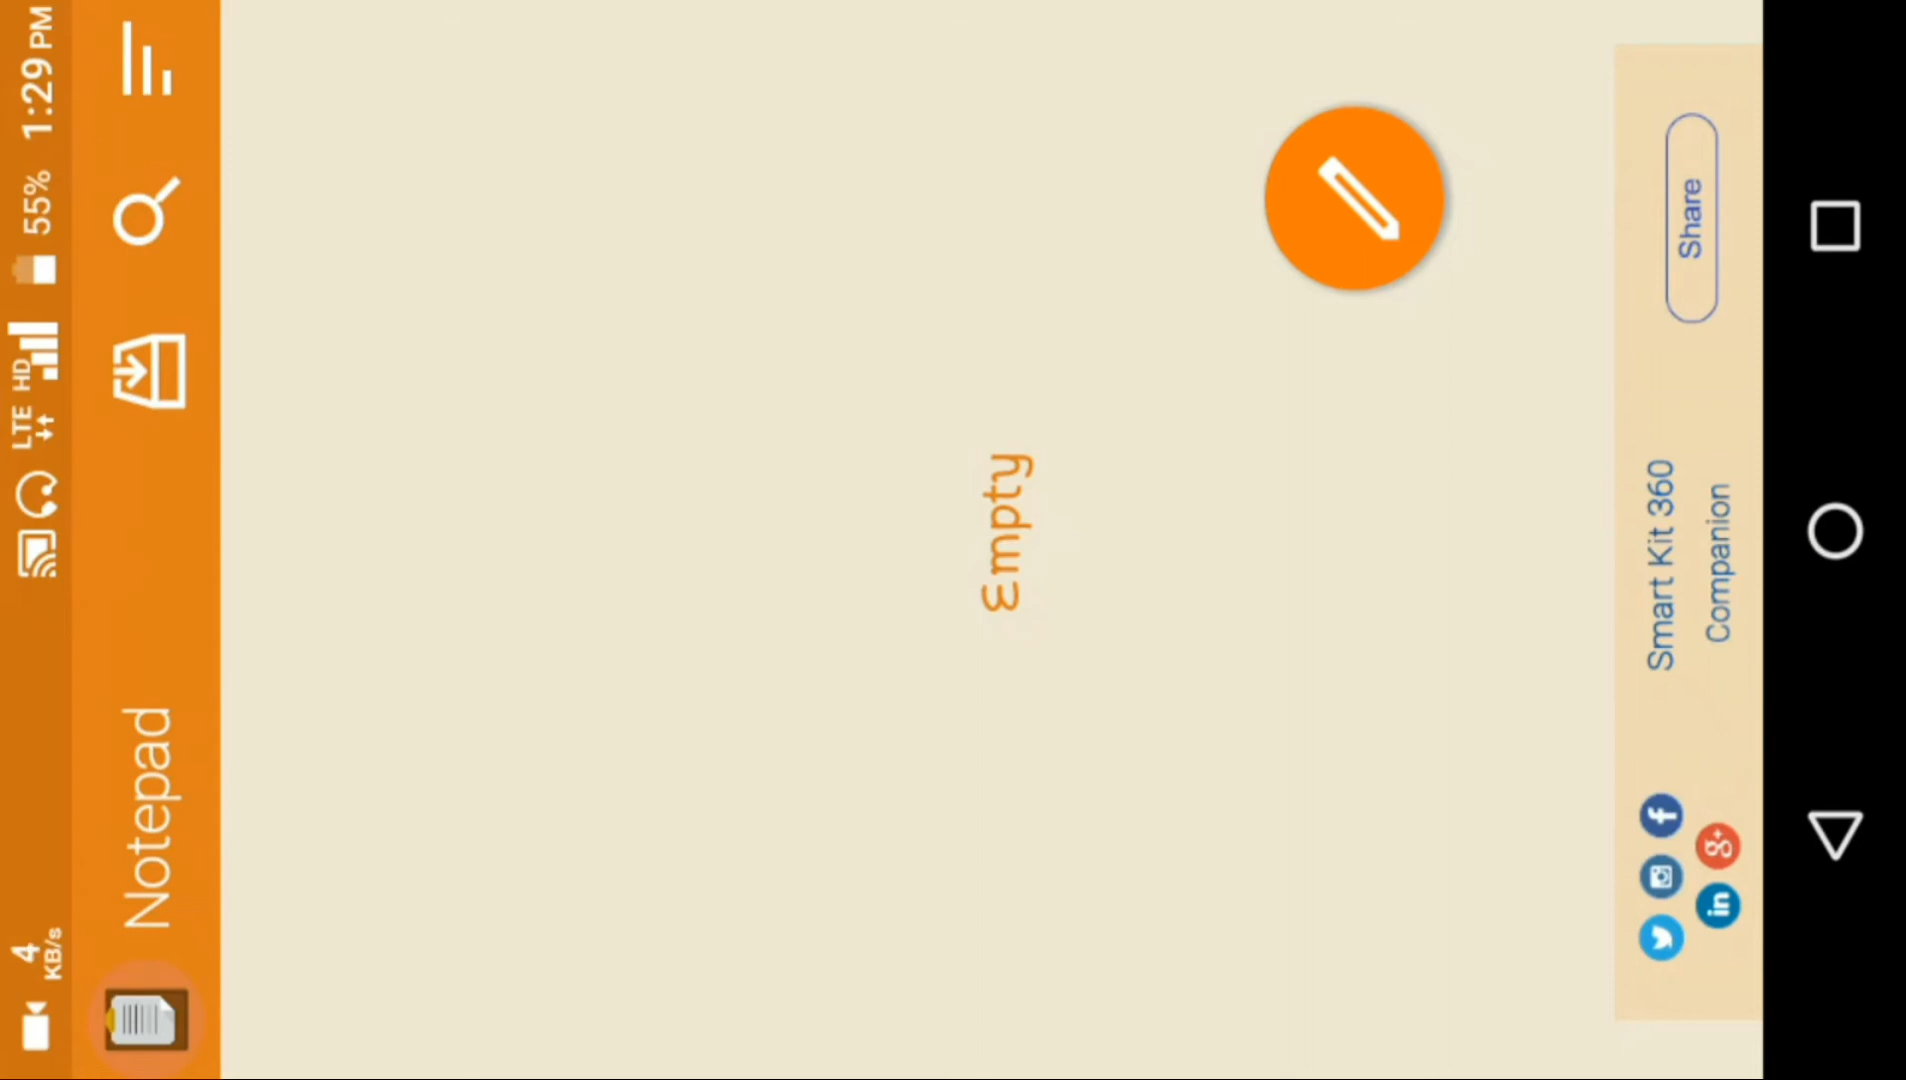 4 KB/s LTE HD 55% 1:29 PM
Notepad
Empty
Smart Kit 360
Companion
Share